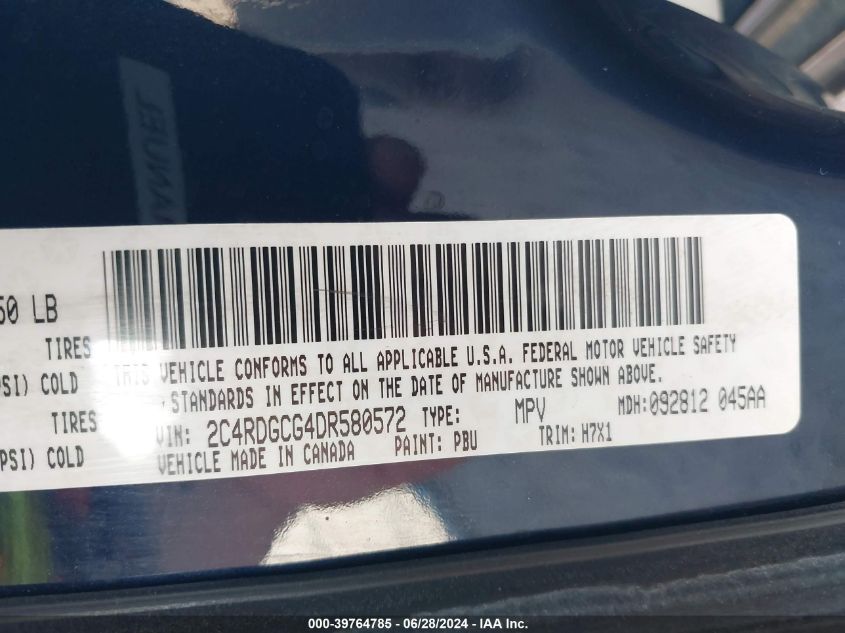 50 LB
TIRES
PSI) COLD
TIRES
PSI) COLD
THIS VEHICLE CONFORMS TO ALL APPLICABLE U.S.A. FEDERAL MOTOR VEHICLE SAFETY
STANDARDS IN EFFECT ON THE DATE OF MANUFACTURE SHOWN ABOVE.
VIN: 2C4RDGCG4DR580572 TYPE: MPV MDH:092812 045AA
VEHICLE MADE IN CANADA PAINT: PBU TRIM: H7X1
000-39764785 - 06/28/2024 - IAA Inc.